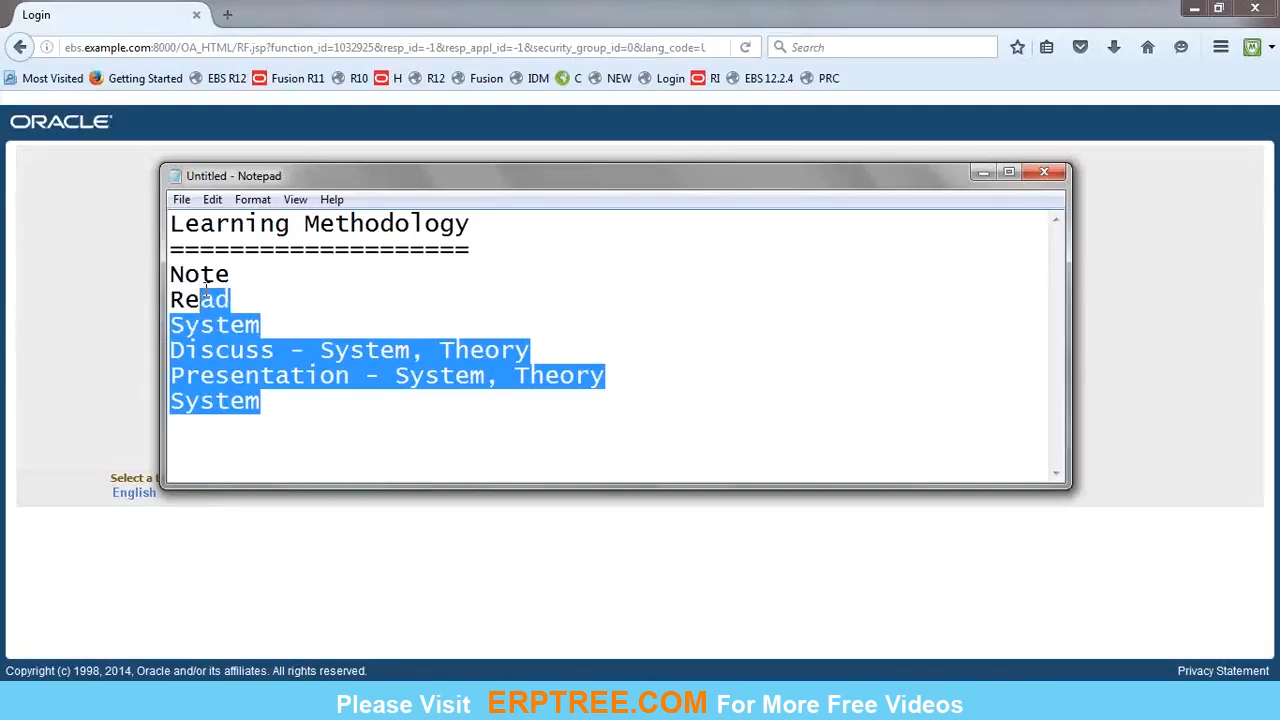 Login
ebs.example.com:8000/OA_HTML/RF.jsp?function_id=1032925&resp_id=-1&resp_appl_id=-1&security_group_id=0&lang_code=U
Search
Most Visited Getting Started EBS R12 Fusion R11 R10 H R12 Fusion IDM NEW Login RI EBS 12.2.4 PRC
ORACLE
Untitled - Notepad
File Edit Format View Help
Learning Methodology
====================
Note
Read
System
Discuss - System, Theory
Presentation - System, Theory
System
Select a
English
Copyright (c) 1998, 2014, Oracle and/or its affiliates. All rights reserved.
Privacy Statement
Please Visit ERPTREE.COM For More Free Videos